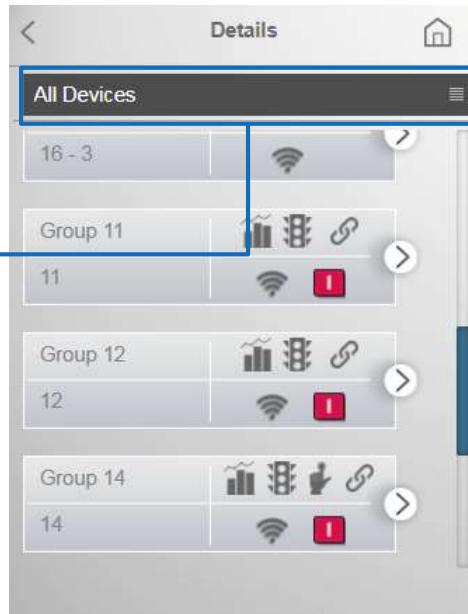 Details
All Devices
16 - 3
Group 11
11
I
Group 12
12
I
Group 14
14
I